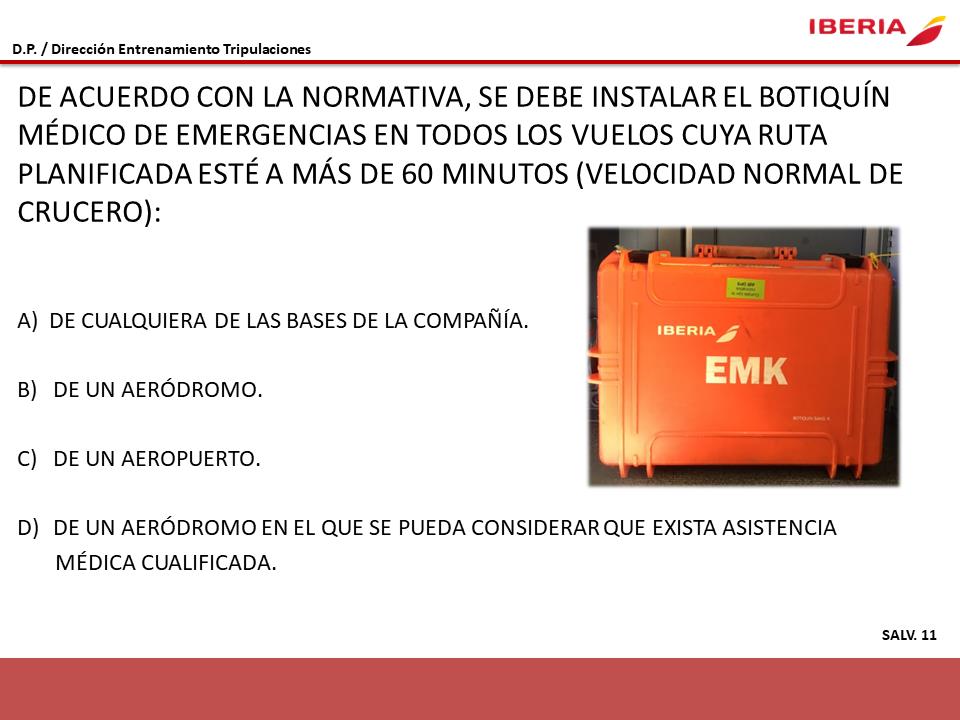 IBERIA
D.P. / Dirección Entrenamiento Tripulaciones
DE ACUERDO CON LA NORMATIVA, SE DEBE INSTALAR EL BOTIQUÍN
MÉDICO DE EMERGENCIAS EN TODOS LOS VUELOS CUYA RUTA
PLANIFICADA ESTÉ A MÁS DE 60 MINUTOS (VELOCIDAD NORMAL DE
CRUCERO):
A) DE CUALQUIERA DE LAS BASES DE LA COMPAÑÍA.
B) DE UN AERÓDROMO.
C) DE UN AEROPUERTO.
D) DE UN AERÓDROMO EN EL QUE SE PUEDA CONSIDERAR QUE EXISTA ASISTENCIA
MÉDICA CUALIFICADA.
IBERIA
EMK
SALV. 11